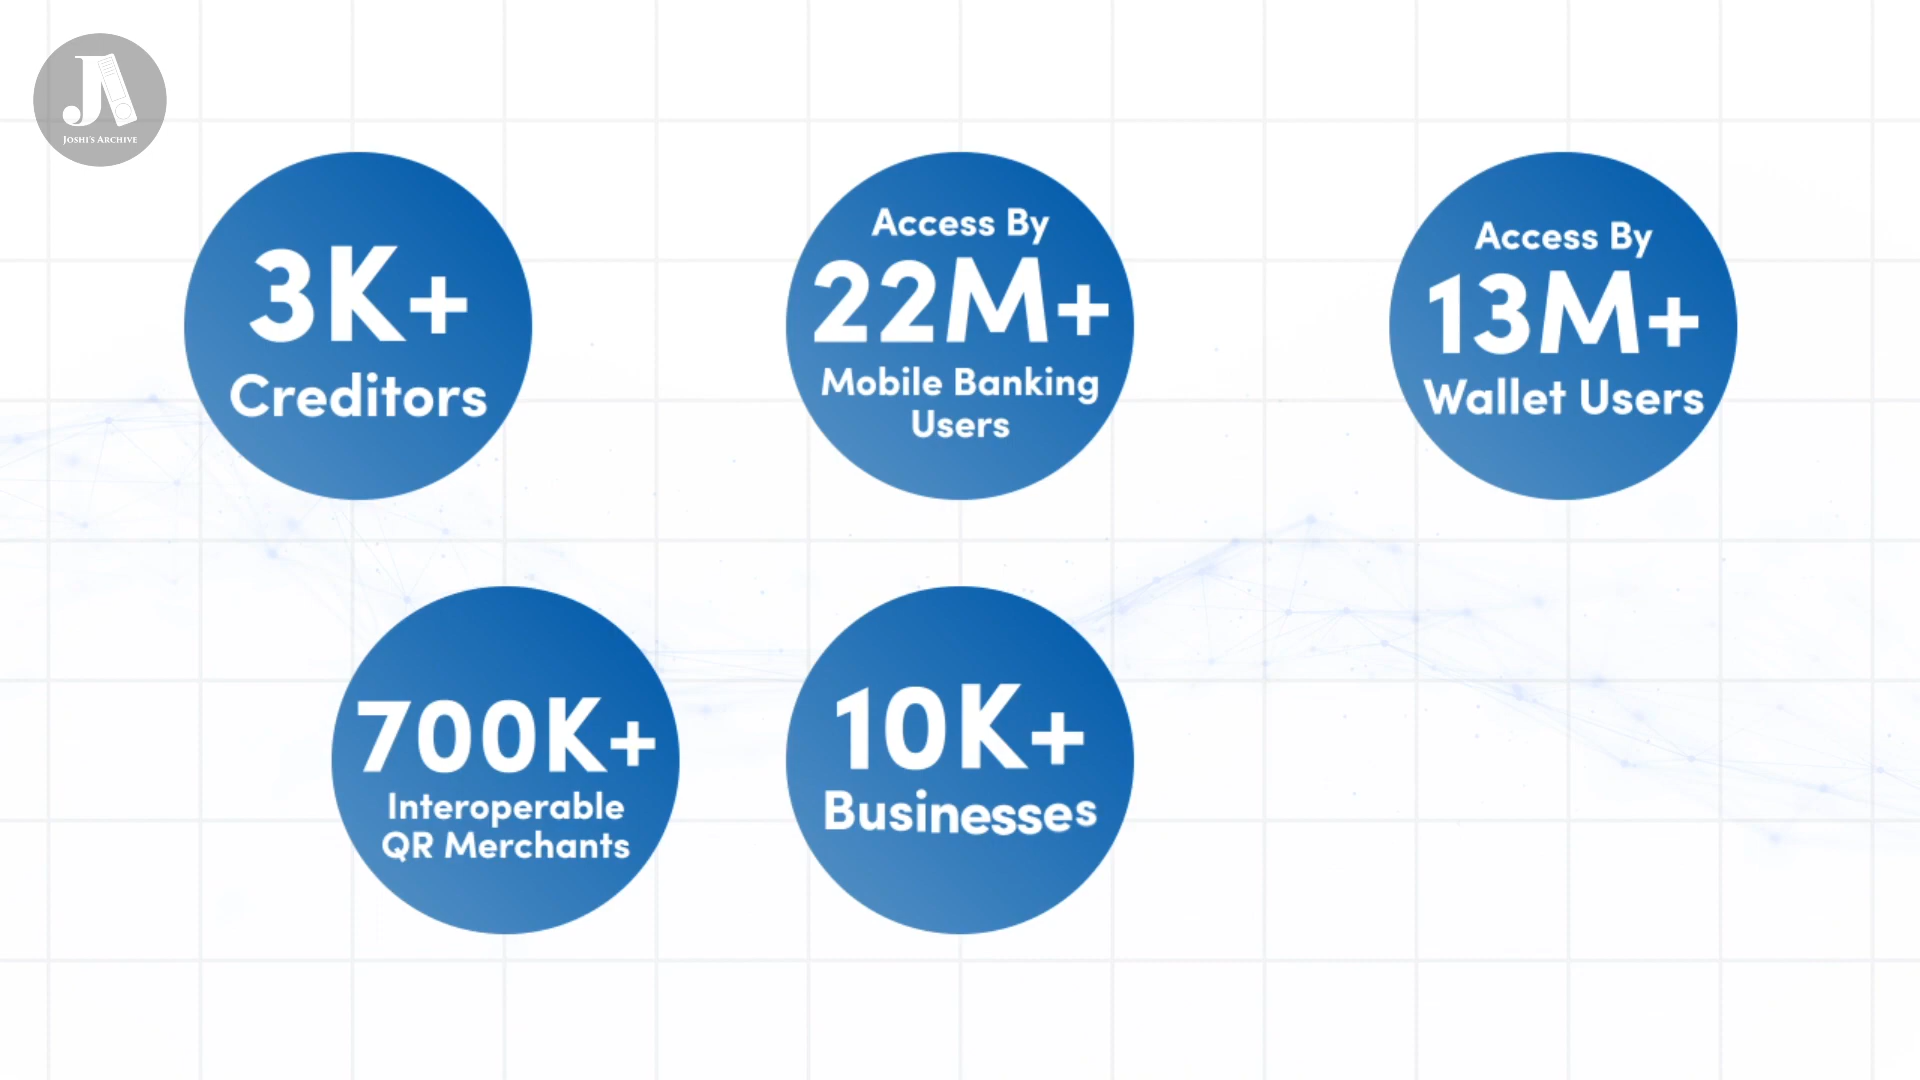 JOSHI'S ARCHIVE
3K+
Creditors
Access By
22M+
Mobile Banking
Users
Access By
13M+
Wallet Users
700K+
Interoperable
QR Merchants
10K+
Businesses